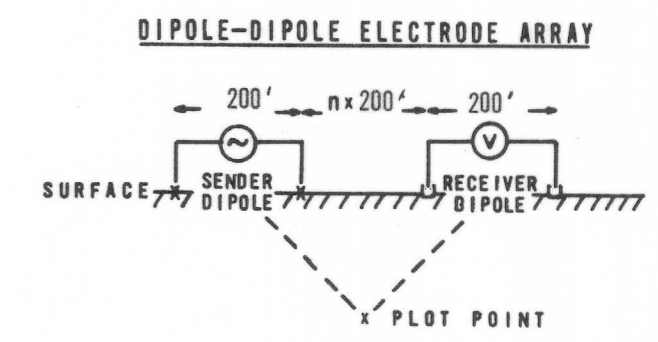 DIPOLE-DIPOLE ELECTRODE ARRAY
200' n x 200' 200'
~ V
SURFACE x SENDER DIPOLE x RECEIVER DIPOLE
x PLOT POINT